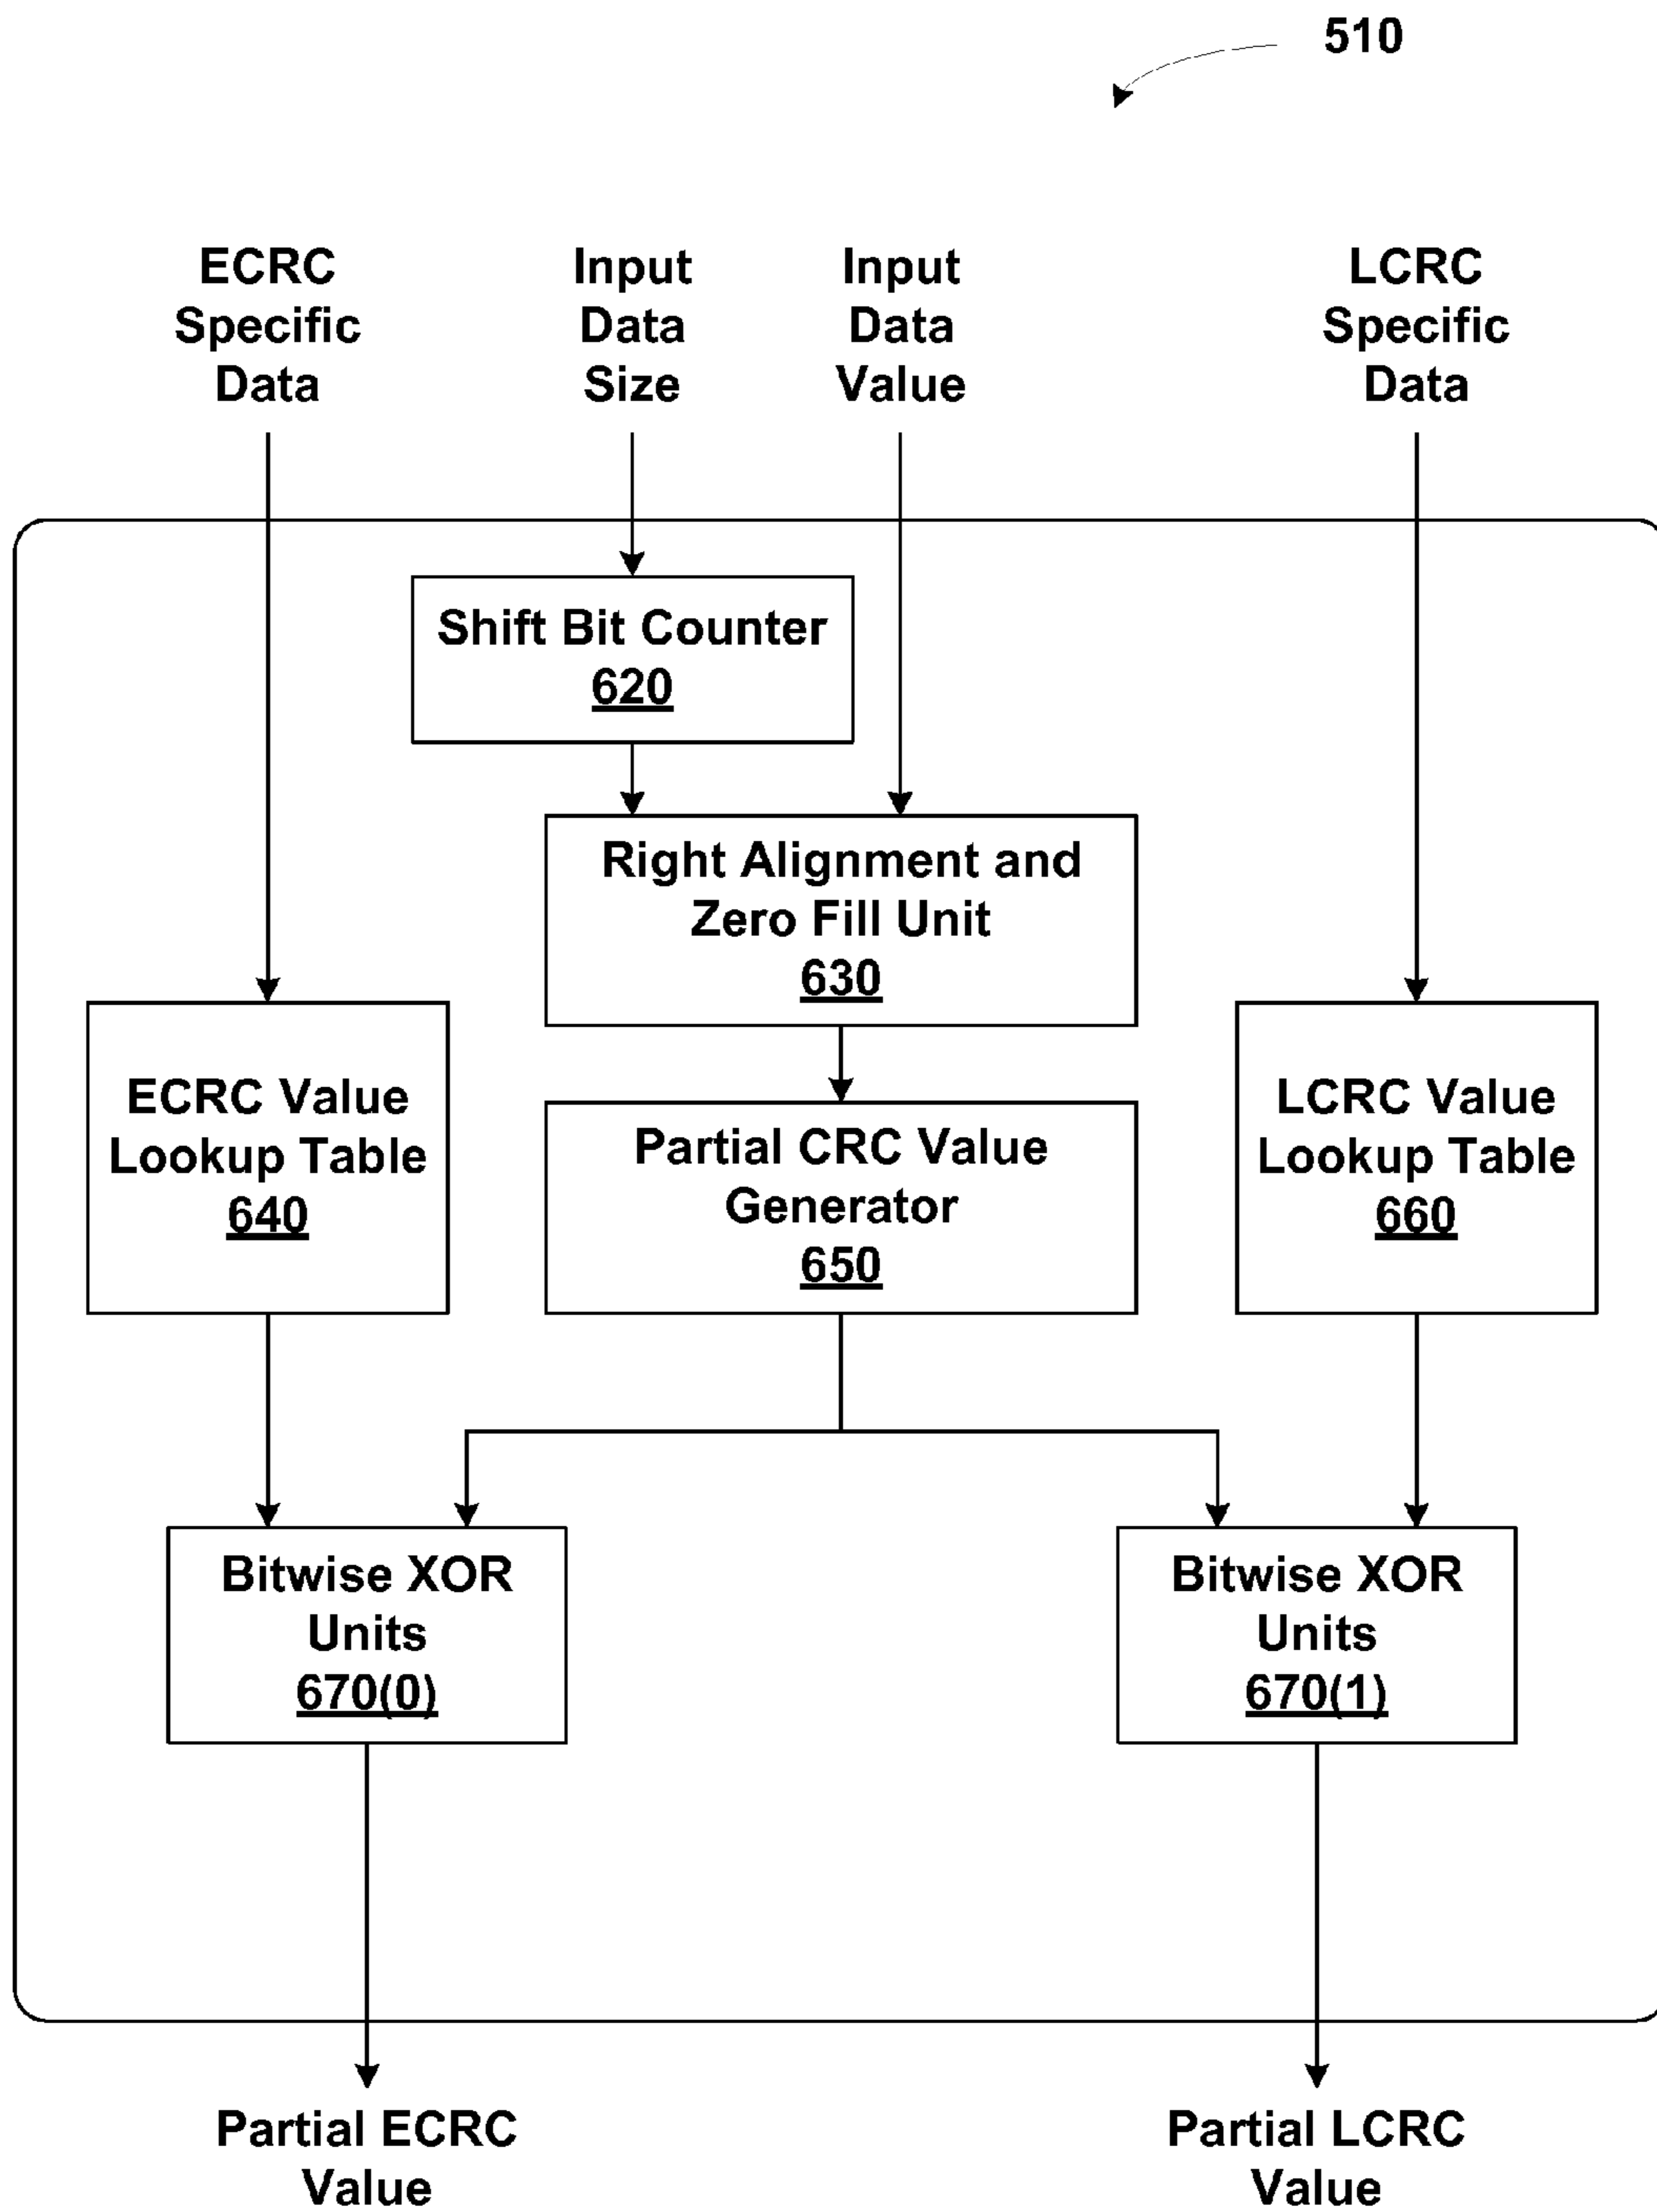 510
ECRC
Specific
Data
Input
Data
Size
Input
Data
Value
LCRC
Specific
Data
Shift Bit Counter
620
Right Alignment and
Zero Fill Unit
630
ECRC Value
Lookup Table
640
Partial CRC Value
Generator
650
LCRC Value
Lookup Table
660
Bitwise XOR
Units
670(0)
Bitwise XOR
Units
670(1)
Partial ECRC
Value
Partial LCRC
Value